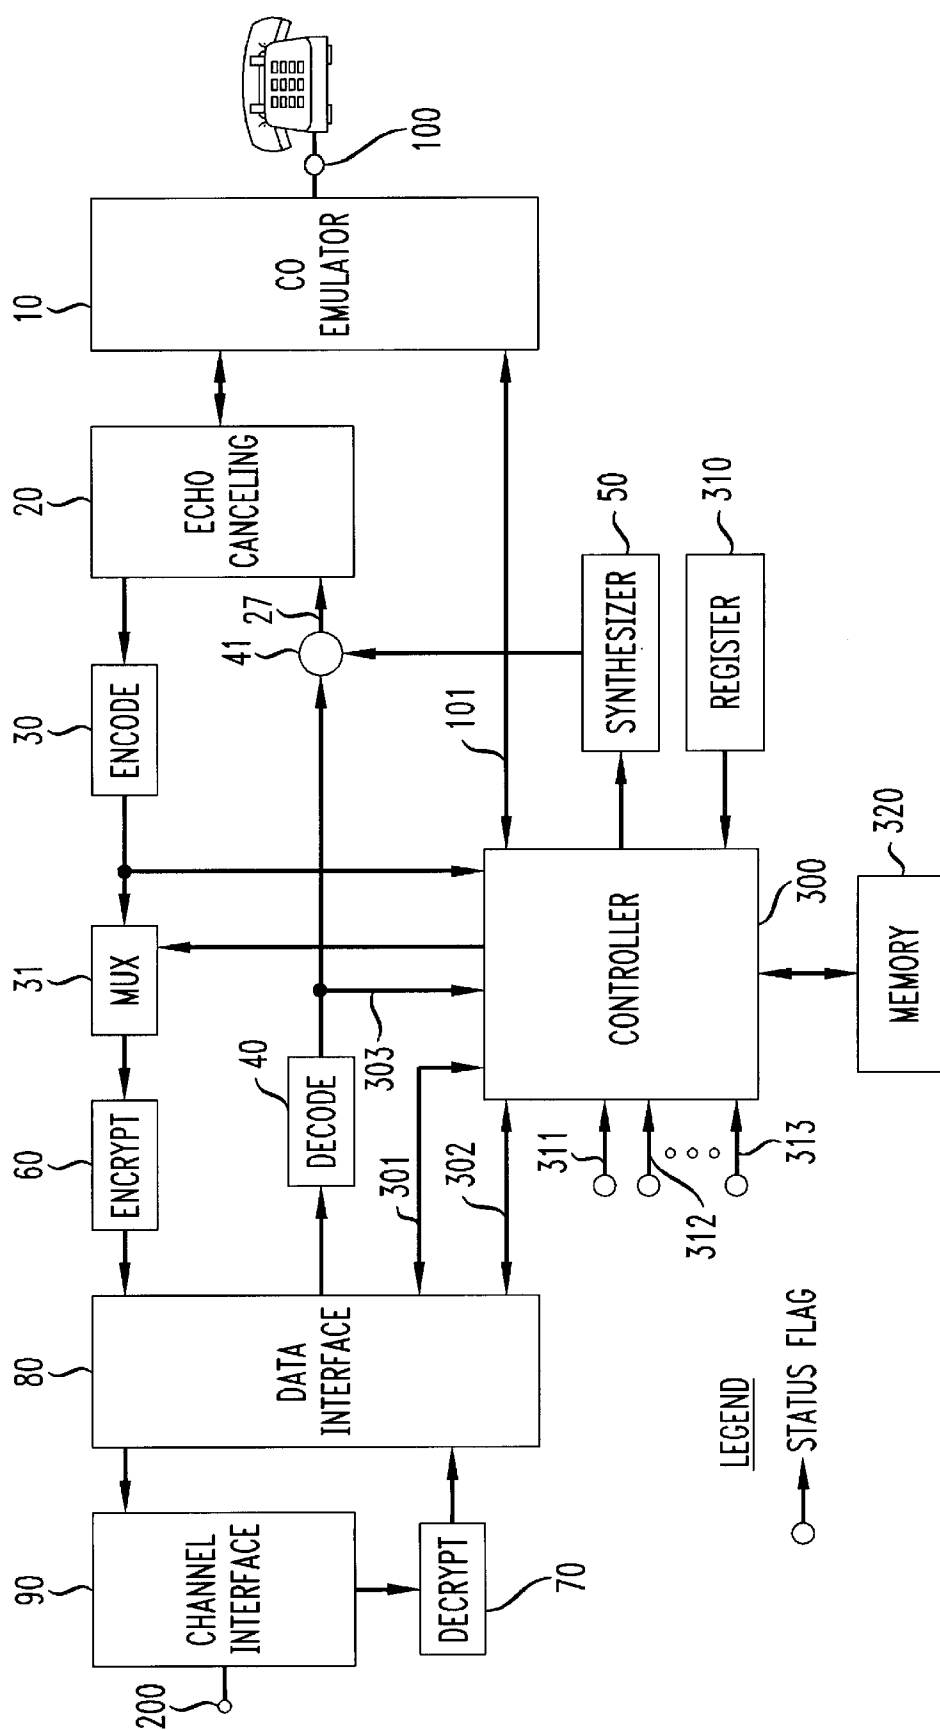 200
90
CHANNEL
INTERFACE
DECRYPT
70
80
DATA
INTERFACE
60
ENCRYPT
31
MUX
30
ENCODE
20
ECHO
CANCELING
10
CO
EMULATOR
100
40
DECODE
41
27
303
301
302
101
311
312
313
CONTROLLER
300
SYNTHESIZER
50
REGISTER
310
MEMORY
320
LEGEND
STATUS FLAG